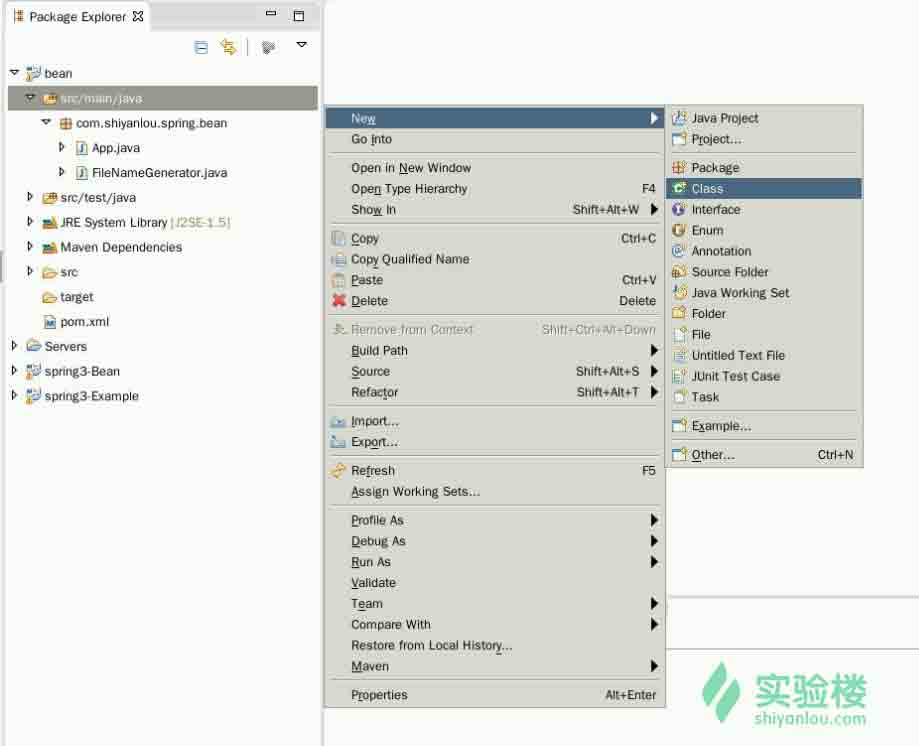 Package Explorer
bean
src/main/java
com.shiyanlou.spring.bean
App.java
FileNameGenerator.java
src/test/java
JRE System Library [J2SE-1.5]
Maven Dependencies
src
target
pom.xml
Servers
spring3-Bean
spring3-Example
New
Go Into
Open in New Window
Open Type Hierarchy F4
Show In Shift+Alt+W
Copy Ctrl+C
Copy Qualified Name
Paste Ctrl+V
Delete Delete
Remove from Context Shift+Ctrl+Alt+Down
Build Path
Source Shift+Alt+S
Refactor Shift+Alt+T
Import...
Export...
Refresh F5
Assign Working Sets...
Profile As
Debug As
Run As
Validate
Team
Compare With
Restore from Local History...
Maven
Properties Alt+Enter
Java Project
Project...
Package
Class
Interface
Enum
Annotation
Source Folder
Java Working Set
Folder
File
Untitled Text File
JUnit Test Case
Task
Example...
Other... Ctrl+N
实验楼
shiyanlou.com